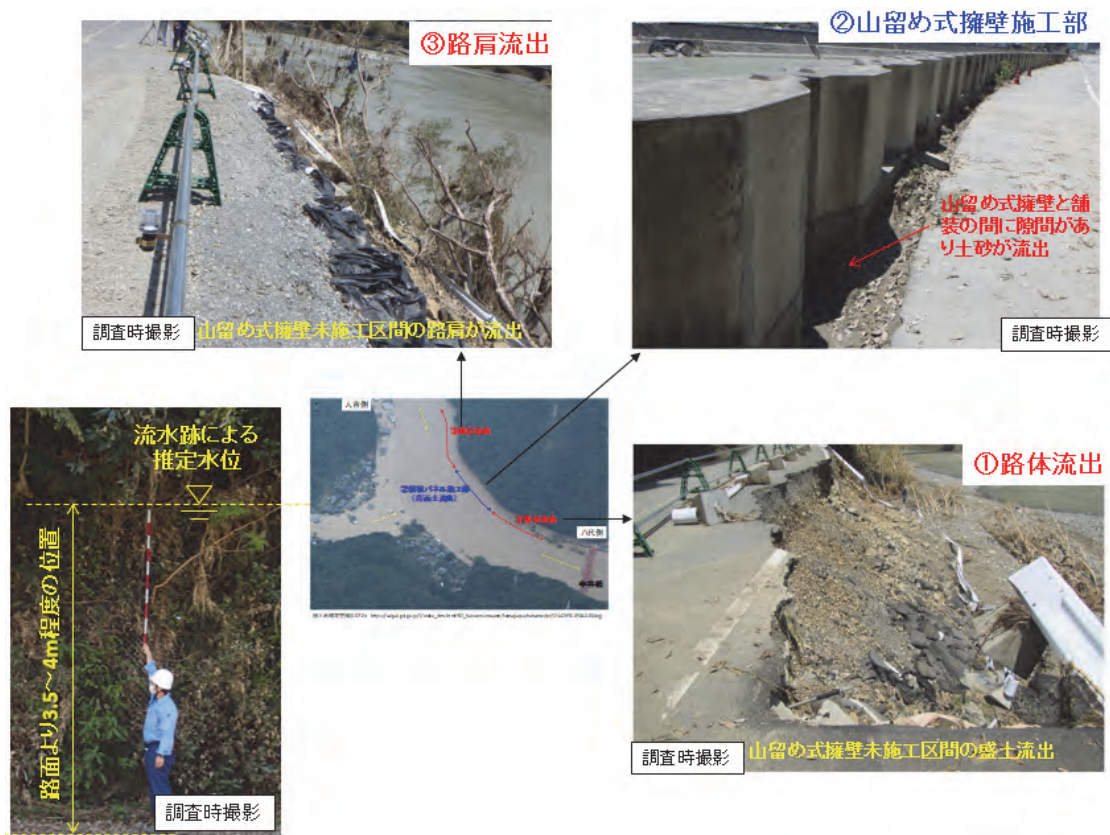 ③路肩流出
調査時撮影
山留め式擁壁未施工区間の路肩が流出
②山留め式擁壁施工部
山留め式擁壁と舗
装の間に隙間があ
り土砂が流出
調査時撮影
流水跡による
推定水位
路面より3.5～4m程度の位置
調査時撮影
人吉側
八代側
①路体流出
調査時撮影
山留め式擁壁未施工区間の盛土流出